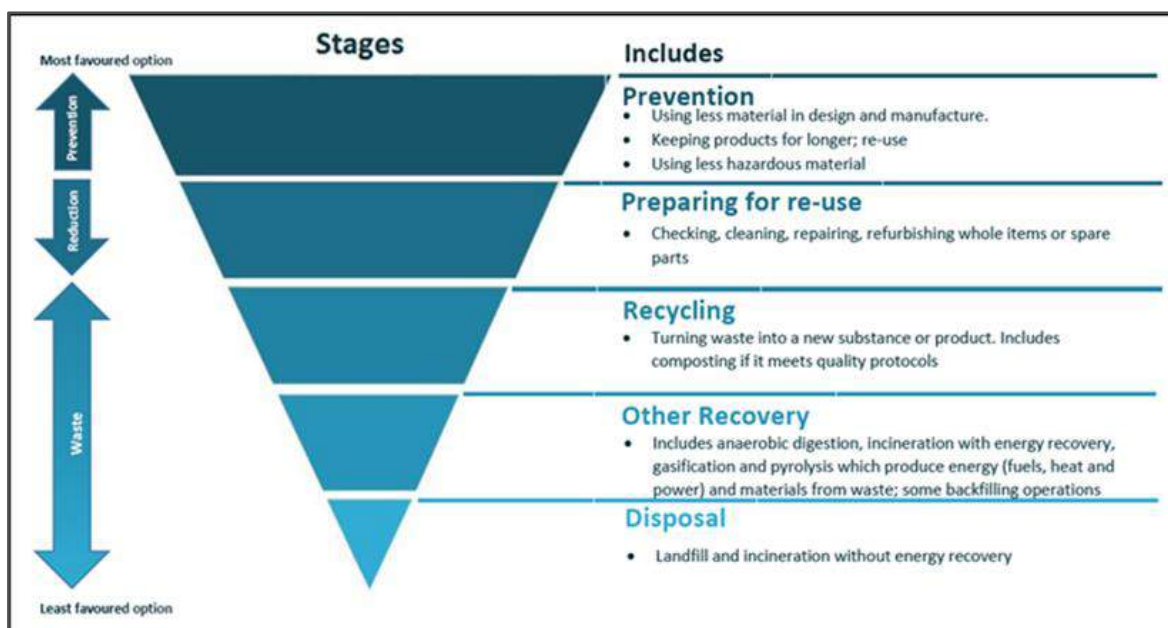 Stages
Most favoured option
Prevention
Reduction
Waste
Least favoured option
Includes
Prevention
• Using less material in design and manufacture.
• Keeping products for longer; re-use
• Using less hazardous material
Preparing for re-use
• Checking, cleaning, repairing, refurbishing whole items or spare
parts
Recycling
• Turning waste into a new substance or product. Includes
composting if it meets quality protocols
Other Recovery
• Includes anaerobic digestion, incineration with energy recovery,
gasification and pyrolysis which produce energy (fuels, heat and
power) and materials from waste; some backfilling operations
Disposal
• Landfill and incineration without energy recovery